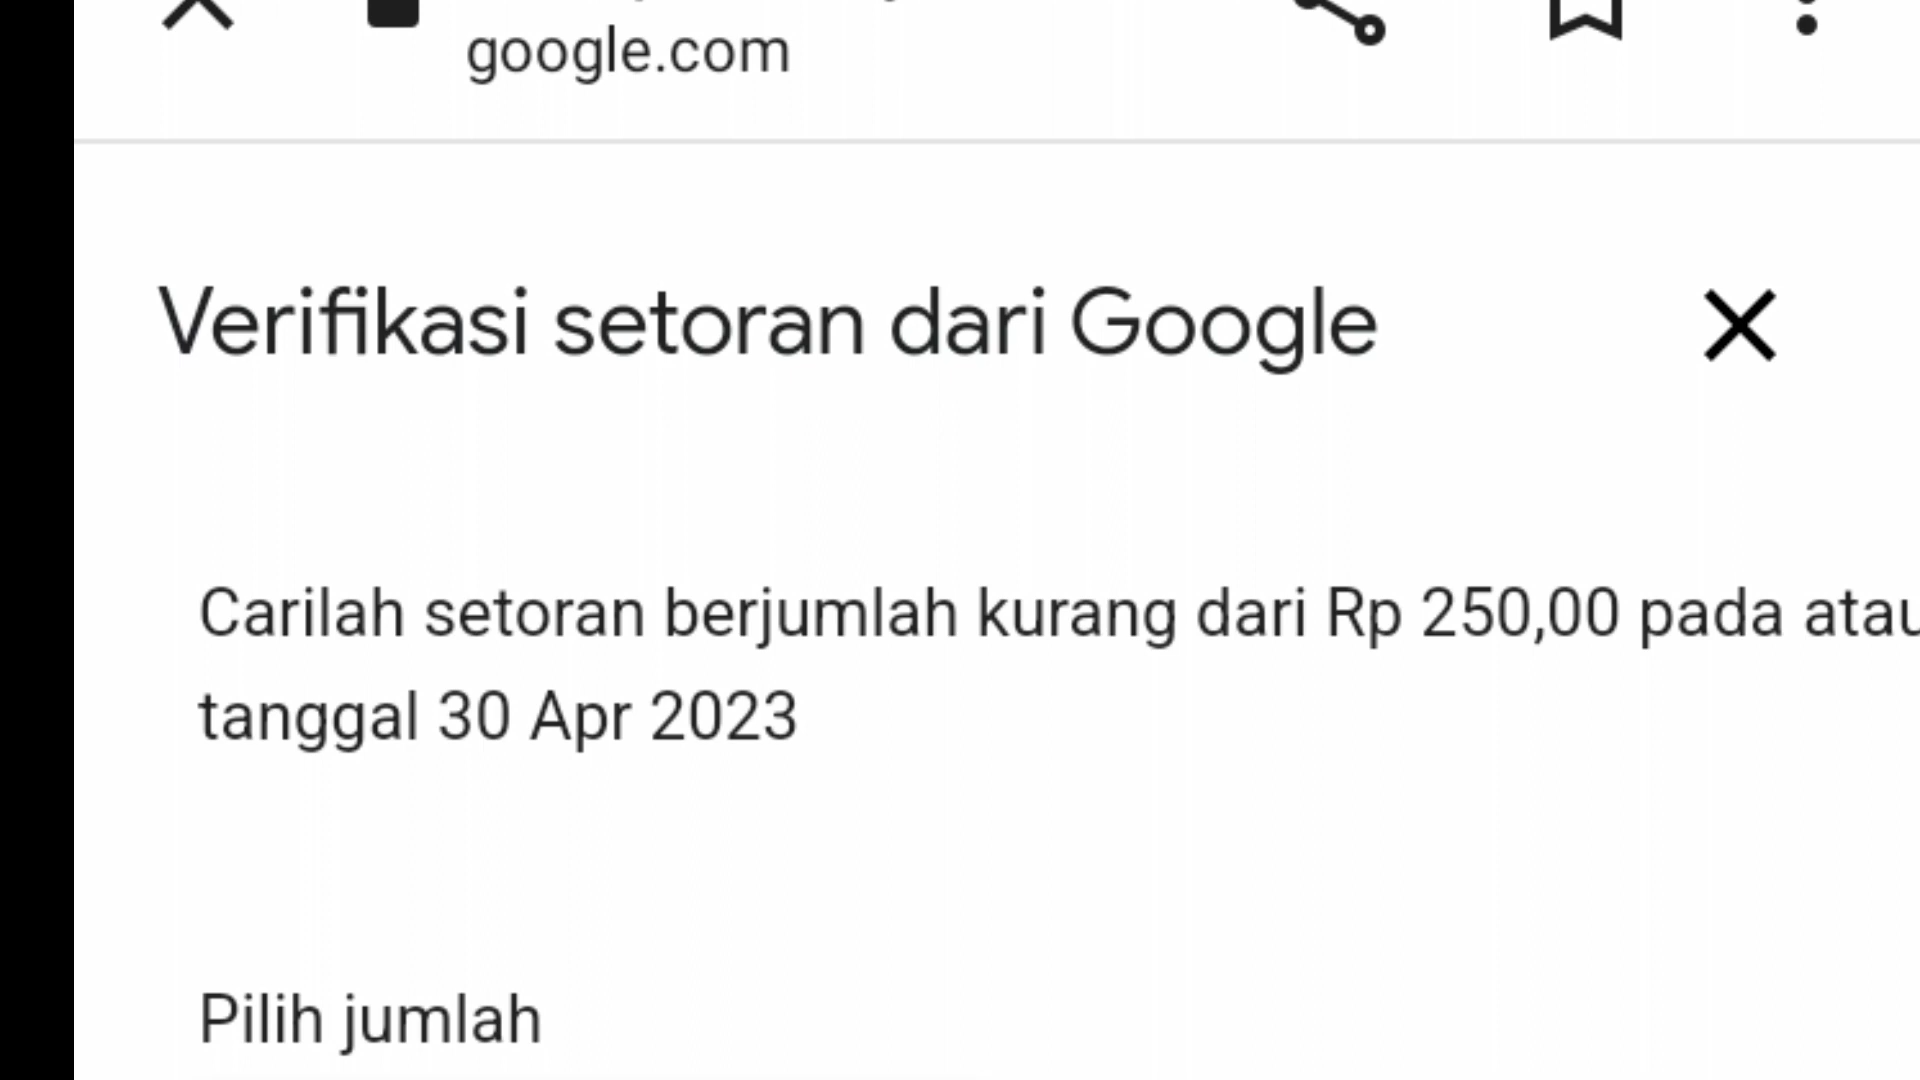 google.com
Verifikasi setoran dari Google
Carilah setoran berjumlah kurang dari Rp 250,00 pada atau
tanggal 30 Apr 2023
Pilih jumlah